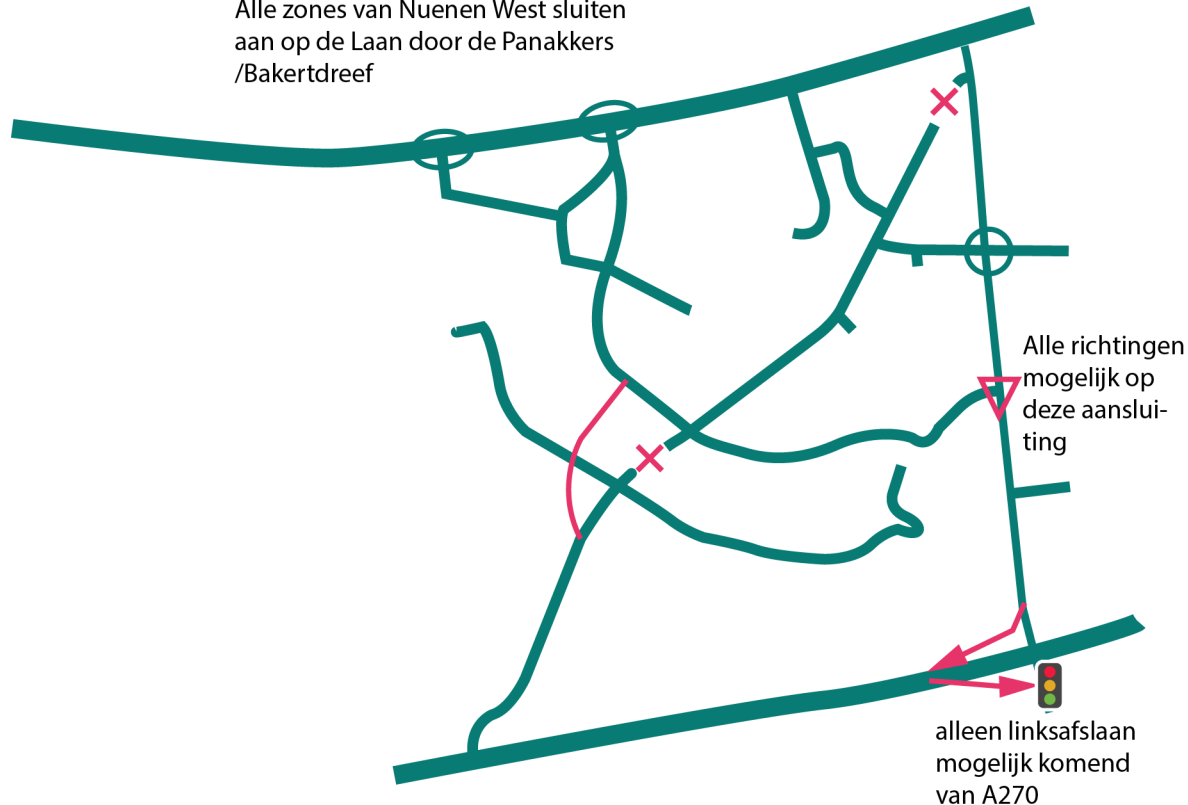 Alle zones van Nuenen West sluiten
aan op de Laan door de Panakkers
/Bakertdreef
Alle richtingen
mogelijk op
deze aanslui-
ting
alleen linksafslaan
mogelijk komend
van A270